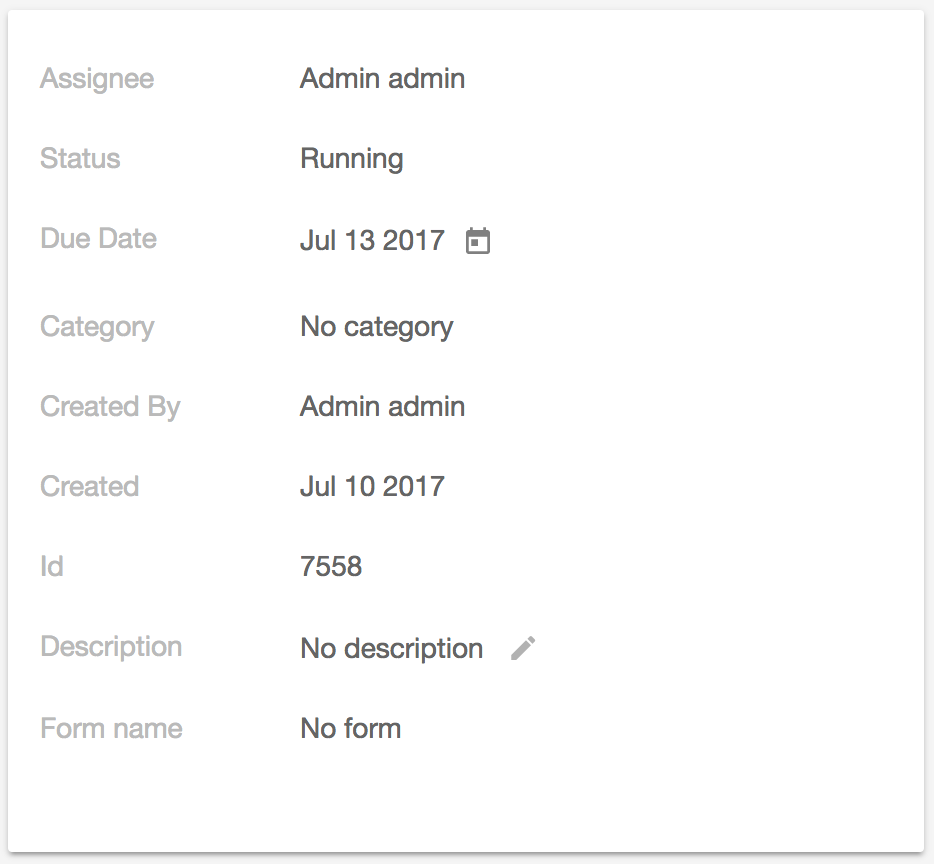 Assignee Admin admin
Status Running
Due Date Jul 13 2017
Category No category
Created By Admin admin
Created Jul 10 2017
Id 7558
Description No description
Form name No form